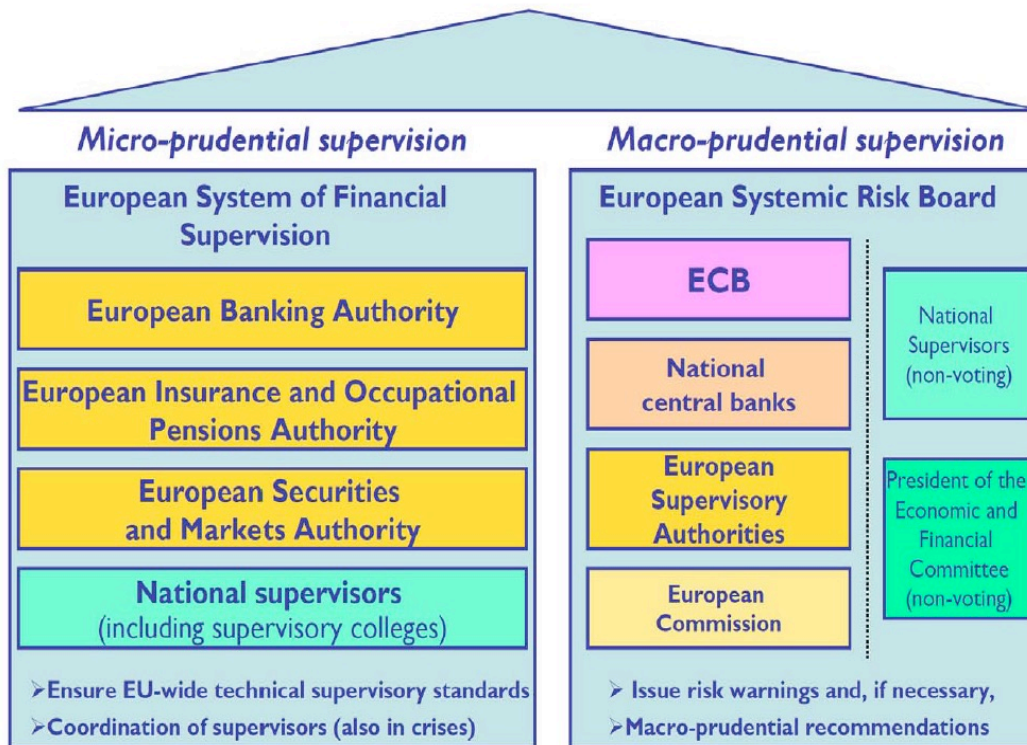 Micro-prudential supervision
European System of Financial
Supervision
European Banking Authority
European Insurance and Occupational
Pensions Authority
European Securities
and Markets Authority
National supervisors
(including supervisory colleges)
➢Ensure EU-wide technical supervisory standards
➢Coordination of supervisors (also in crises)
Macro-prudential supervision
European Systemic Risk Board
ECB
National
central banks
European
Supervisory
Authorities
European
Commission
National
Supervisors
(non-voting)
President of the
Economic and
Financial
Committee
(non-voting)
➢ Issue risk warnings and, if necessary,
➢Macro-prudential recommendations